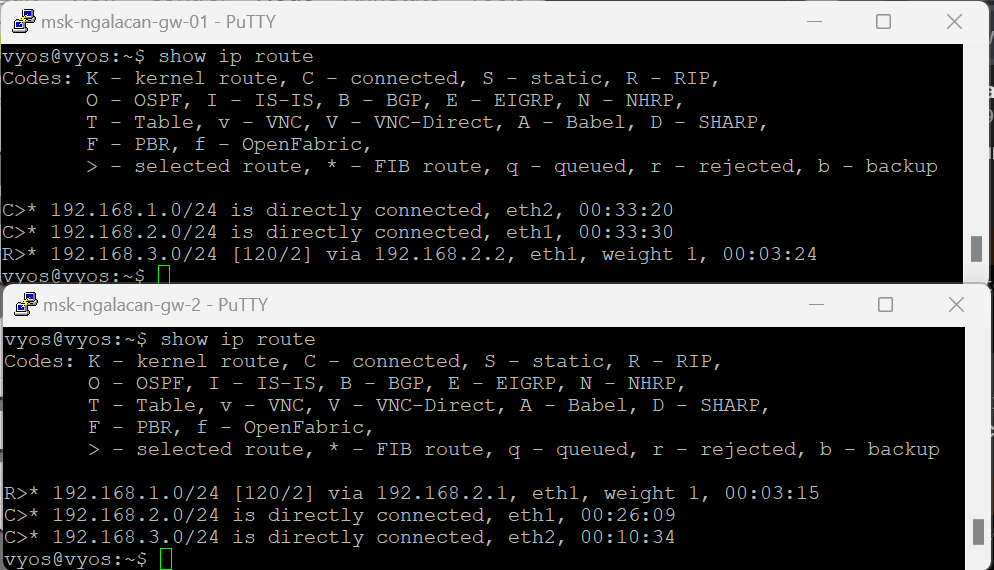 msk-ngalacan-gw-01 - PuTTY
vyos@vyos:~$ show ip route
Codes: K - kernel route, C - connected, S - static, R - RIP,
       O - OSPF, I - IS-IS, B - BGP, E - EIGRP, N - NHRP,
       T - Table, v - VNC, V - VNC-Direct, A - Babel, D - SHARP,
       F - PBR, f - OpenFabric,
       > - selected route, * - FIB route, q - queued, r - rejected, b - backup
C>* 192.168.1.0/24 is directly connected, eth2, 00:33:20
C>* 192.168.2.0/24 is directly connected, eth1, 00:33:30
R>* 192.168.3.0/24 [120/2] via 192.168.2.2, eth1, weight 1, 00:03:24
vyos@vyos:~$
msk-ngalacan-gw-2 - PuTTY
vyos@vyos:~$ show ip route
Codes: K - kernel route, C - connected, S - static, R - RIP,
       O - OSPF, I - IS-IS, B - BGP, E - EIGRP, N - NHRP,
       T - Table, v - VNC, V - VNC-Direct, A - Babel, D - SHARP,
       F - PBR, f - OpenFabric,
       > - selected route, * - FIB route, q - queued, r - rejected, b - backup
R>* 192.168.1.0/24 [120/2] via 192.168.2.1, eth1, weight 1, 00:03:15
C>* 192.168.2.0/24 is directly connected, eth1, 00:26:09
C>* 192.168.3.0/24 is directly connected, eth2, 00:10:34
vyos@vyos:~$